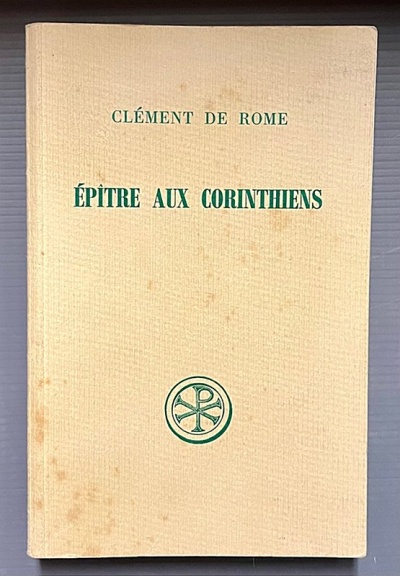 CLÉMENT DE ROME
ÉPÎTRE AUX CORINTHIENS